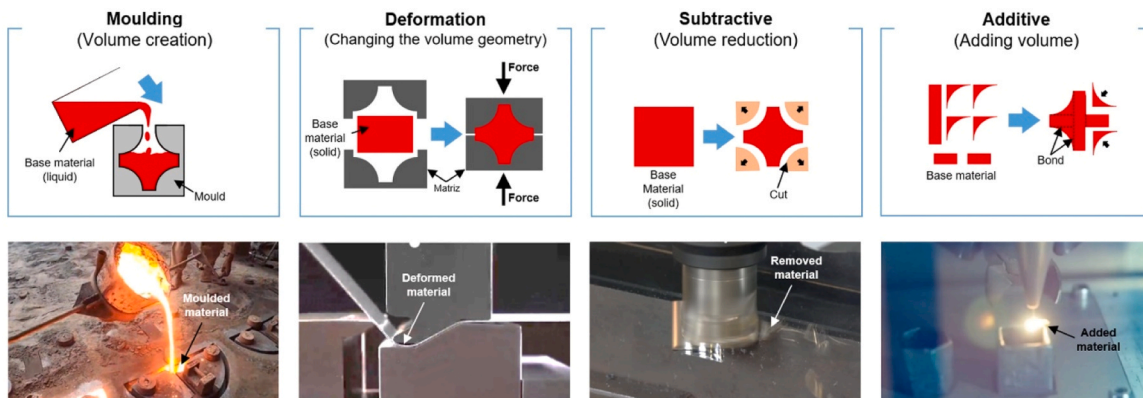 Moulding
(Volume creation)
Base material
(liquid)
Mould
Deformation
(Changing the volume geometry)
Force
Base
material
(solid)
Matriz
Force
Subtractive
(Volume reduction)
Base
Material
(solid)
Cut
Additive
(Adding volume)
Base material
Bond
Moulded
material
Deformed
material
Removed
material
Added
material